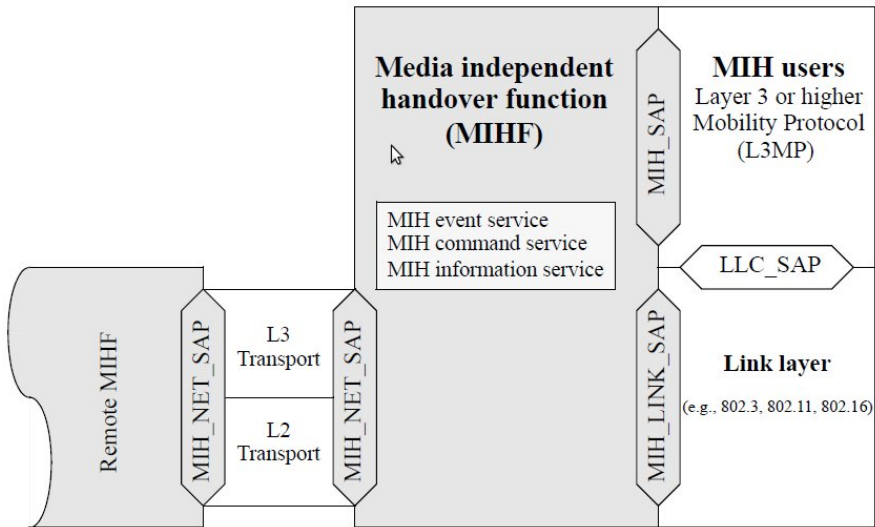 Media independent
handover function
(MIHF)
MIH event service
MIH command service
MIH information service
MIH_SAP
MIH users
Layer 3 or higher
Mobility Protocol
(L3MP)
LLC_SAP
Remote MIHF
MIH_NET_SAP
L3
Transport
L2
Transport
MIH_NET_SAP
MIH_LINK_SAP
Link layer
(e.g., 802.3, 802.11, 802.16)